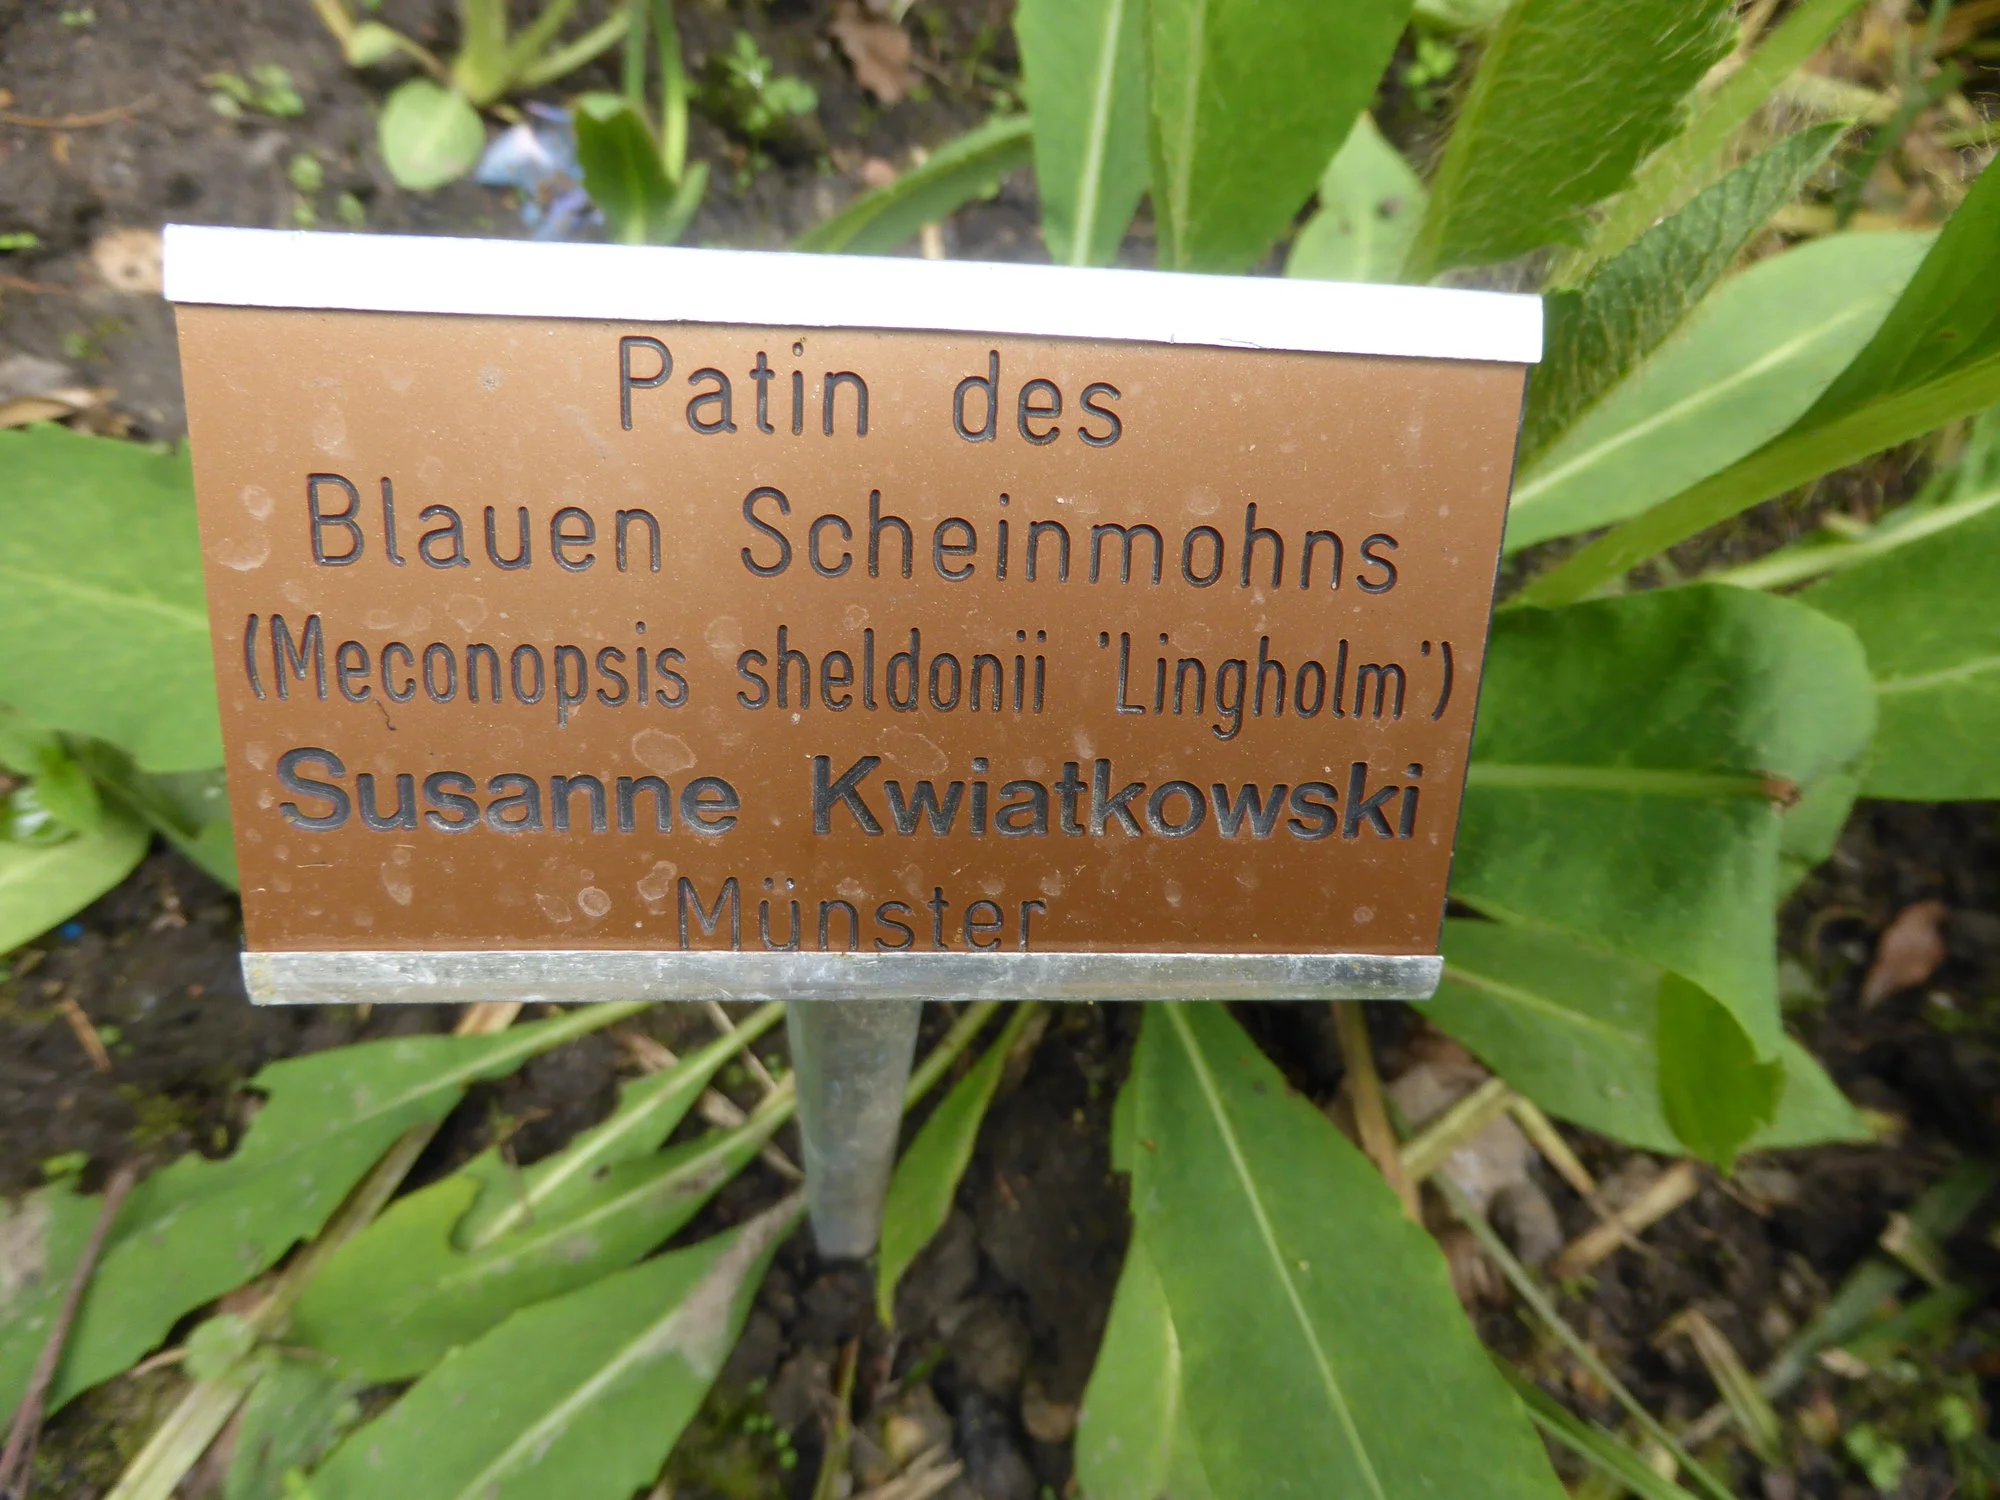 Patin des
Blauen Scheinmohns
(Meconopsis sheldonii 'Lingholm')
Susanne Kwiatkowski
Münster